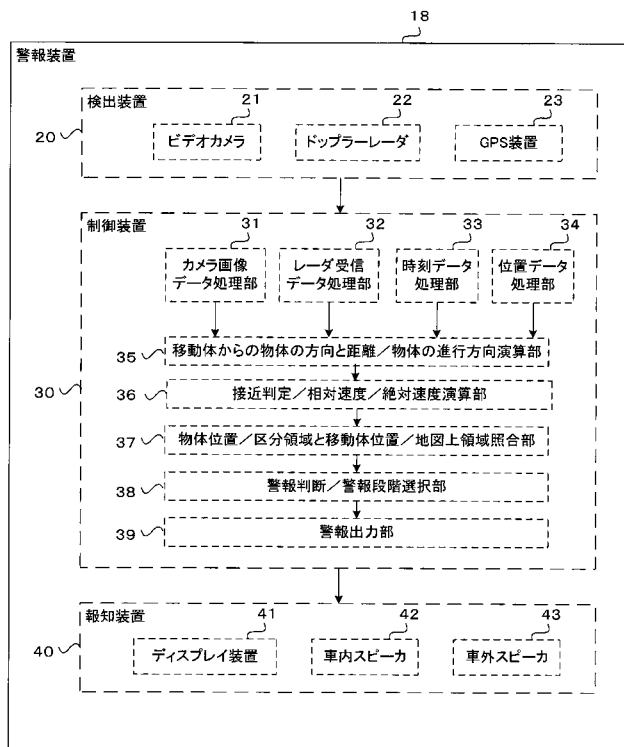 18
警報装置
検出装置
21
22
23
20
ビデオカメラ
ドップラーレーダ
GPS装置
制御装置
31
32
33
34
カメラ画像
データ処理部
レーダ受信
データ処理部
時刻データ
処理部
位置データ
処理部
35
移動体からの物体の方向と距離／物体の進行方向演算部
30
36
接近判定／相対速度／絶対速度演算部
37
物体位置／区分領域と移動体位置／地図上領域照合部
38
警報判断／警報段階選択部
39
警報出力部
報知装置
41
42
43
40
ディスプレイ装置
車内スピーカ
車外スピーカ